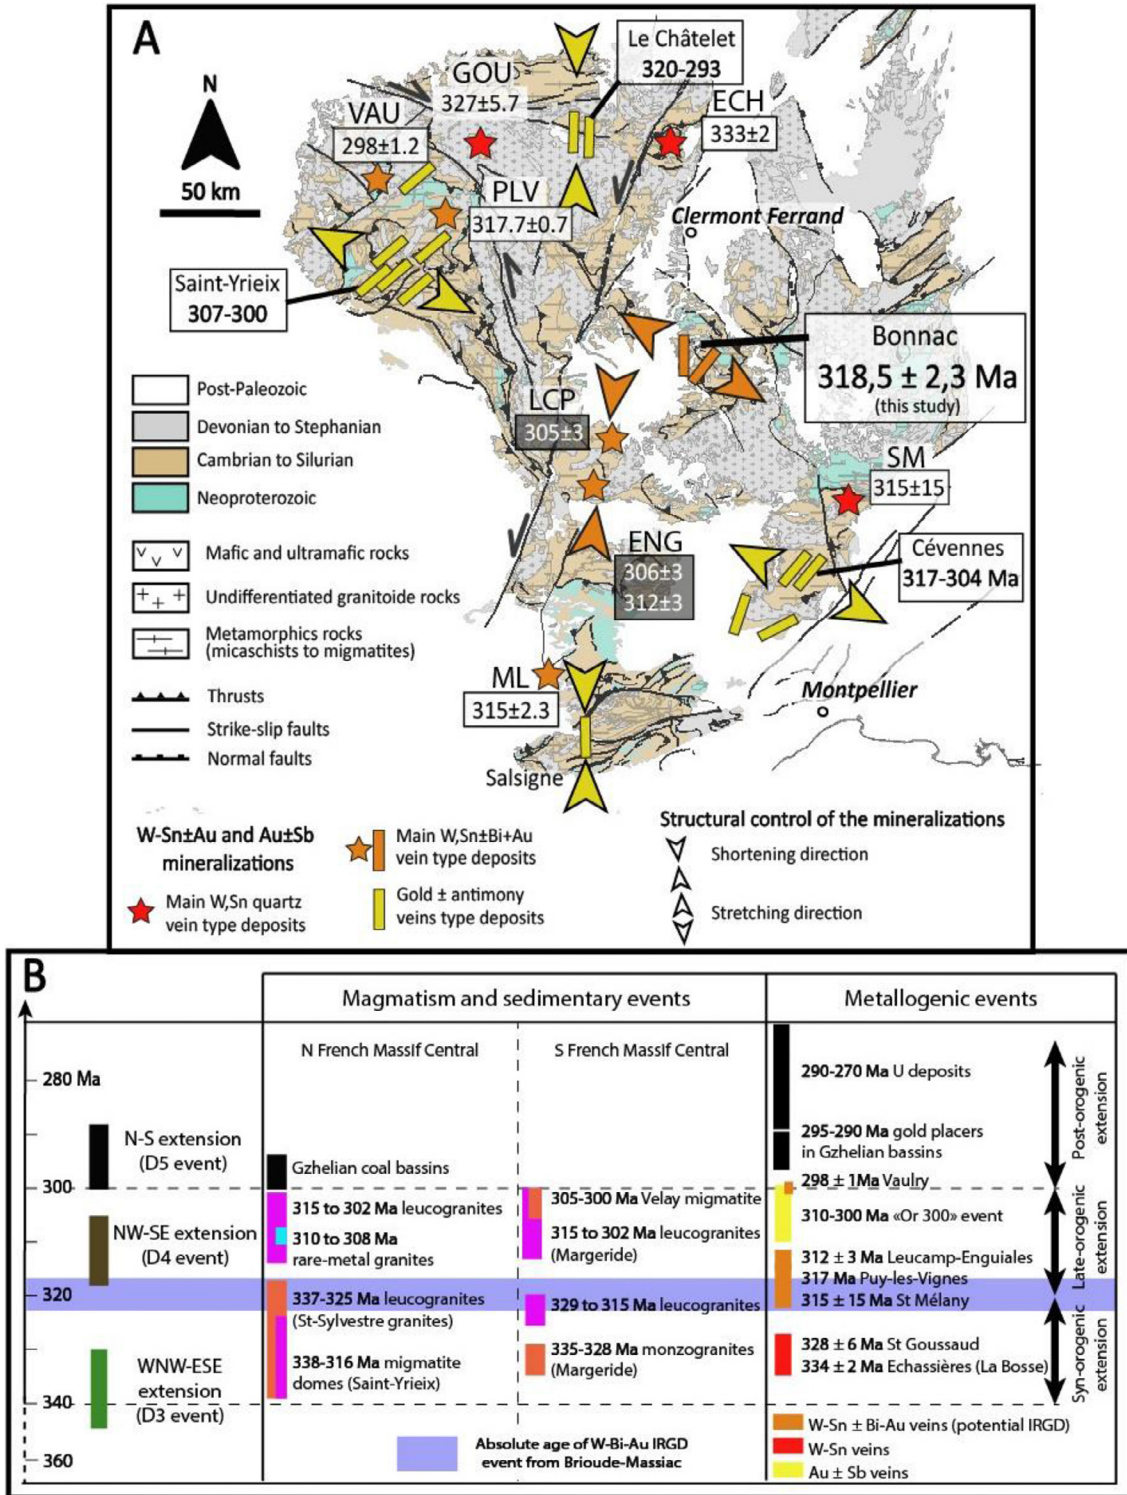 A
N
50 km
VAU
298±1.2
GOU
327±5.7
Le Châtelet
320-293
ECH
333±2
PLV
317.7±0.7
Clermont Ferrand
Saint-Yrieix
307-300
Bonnac
318,5 ± 2,3 Ma
(this study)
LCP
305±3
SM
315±15
ENG
306±3
312±3
Cévennes
317-304 Ma
ML
315±2.3
Montpellier
Salsigne
Post-Paleozoic
Devonian to Stephanian
Cambrian to Silurian
Neoproterozoic
Mafic and ultramafic rocks
Undifferentiated granitoide rocks
Metamorphics rocks
(micaschists to migmatites)
Thrusts
Strike-slip faults
Normal faults
W-Sn±Au and Au±Sb
mineralizations
Main W,Sn quartz
vein type deposits
Main W,Sn±Bi+Au
vein type deposits
Gold ± antimony
veins type deposits
Structural control of the mineralizations
Shortening direction
Stretching direction
B
Magmatism and sedimentary events
Metallogenic events
N French Massif Central
S French Massif Central
280 Ma
300
320
340
360
N-S extension
(D5 event)
NW-SE extension
(D4 event)
WNW-ESE
extension
(D3 event)
Gzhelian coal bassins
315 to 302 Ma leucogranites
310 to 308 Ma
rare-metal granites
337-325 Ma leucogranites
(St-Sylvestre granites)
338-316 Ma migmatite
domes (Saint-Yrieix)
305-300 Ma Velay migmatite
315 to 302 Ma leucogranites
(Margeride)
329 to 315 Ma leucogranites
335-328 Ma monzogranites
(Margeride)
290-270 Ma U deposits
295-290 Ma gold placers
in Gzhelian bassins
298 ± 1Ma Vaulry
310-300 Ma «Or 300» event
312 ± 3 Ma Leucamp-Enguiales
317 Ma Puy-les-Vignes
315 ± 15 Ma St Mélany
328 ± 6 Ma St Goussaud
334 ± 2 Ma Echassières (La Bosse)
Post-orogenic
extension
Late-orogenic
extension
Syn-orogenic
extension
Absolute age of W-Bi-Au IRGD
event from Brioude-Massiac
W-Sn ± Bi-Au veins (potential IRGD)
W-Sn veins
Au ± Sb veins